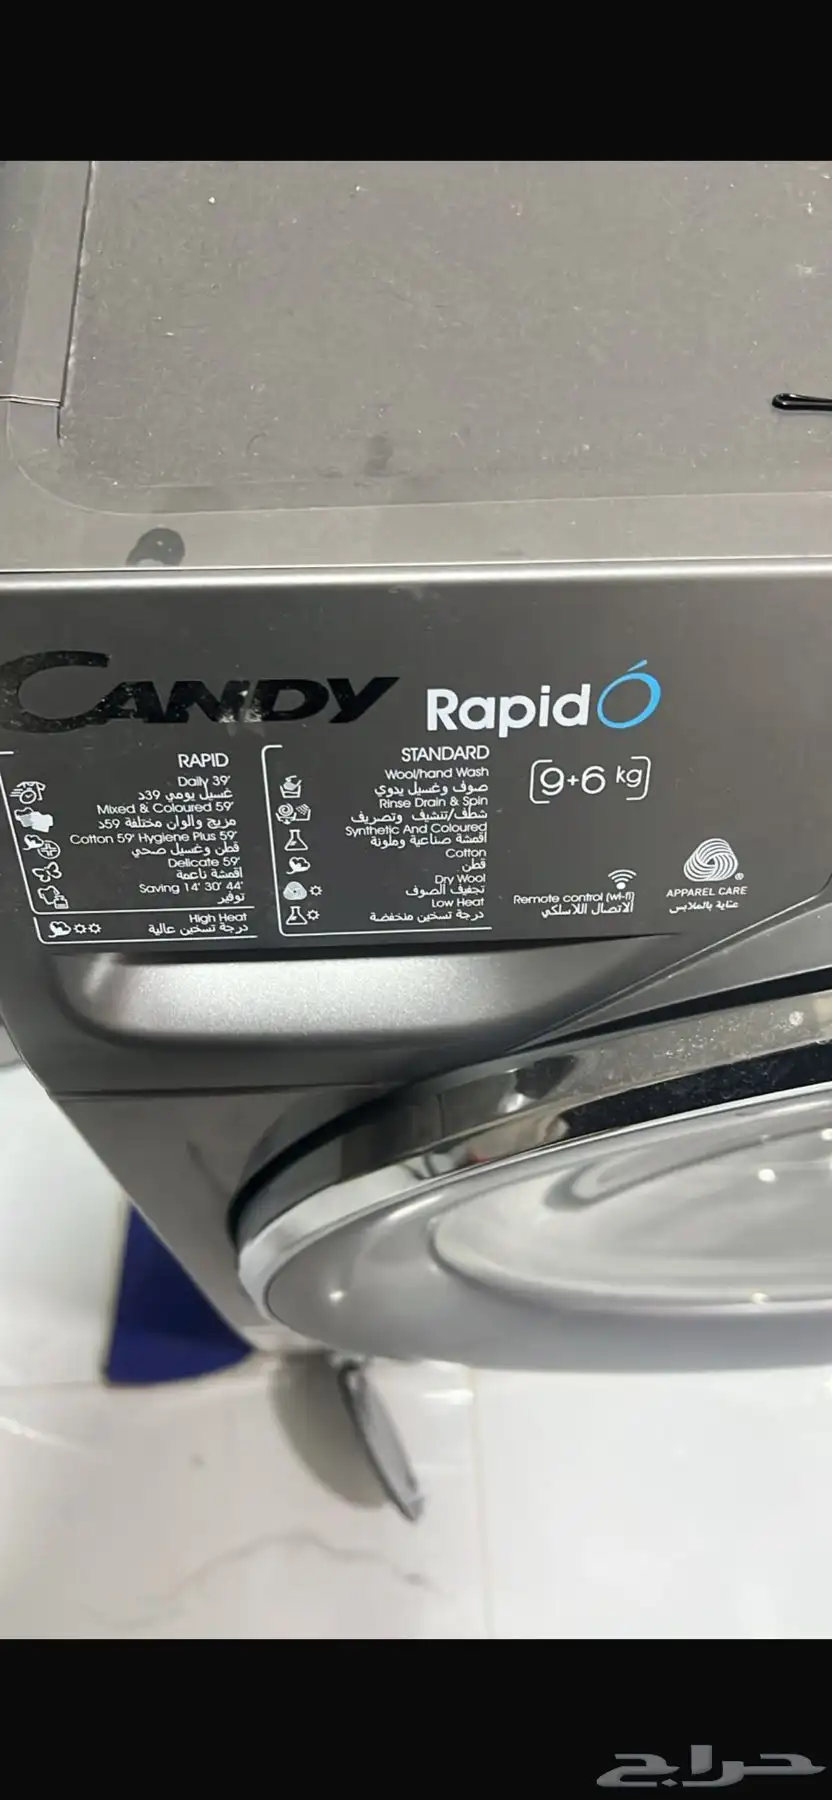 CANDY
RapidÓ
RAPID
Daily 39'
غسيل يومي 39د
Mixed & Coloured 59'
مزيج والوان مختلفة 59د
Cotton 59' Hygiene Plus 59'
قطن وغسيل صحي
Delicate 59'
اقمشة ناعمة
Saving 14' 30' 44'
توفير
High Heat
درجة تسخين عالية
STANDARD
Wool/hand Wash
صوف وغسيل يدوي
Rinse Drain & Spin
شطف/تنشيف وتصريف
Synthetic And Coloured
اقمشة صناعية وملونة
Cotton
قطن
Dry Wool
تجفيف الصوف
Low Heat
درجة تسخين منخفضة
[9+6 kg]
Remote control (wi-fi)
الاتصال اللاسلكي
®
APPAREL CARE
عناية بالملابس
حراج